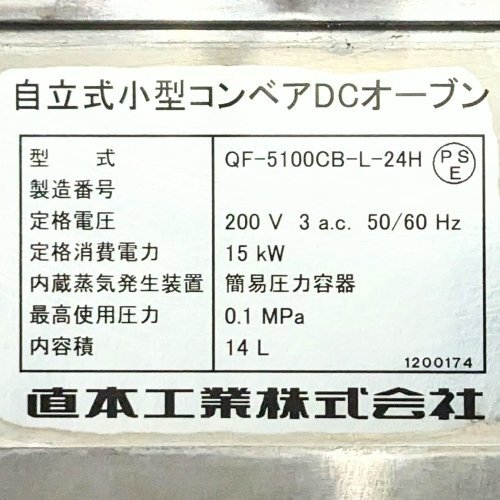 自立式小型コンベアDCオーブン
型 式 QF-5100CB-L-24H PSE
製造番号
定格電圧 200 V 3 a.c. 50/60 Hz
定格消費電力 15 kW
内蔵蒸気発生装置 簡易圧力容器
最高使用圧力 0.1 MPa
内容積 14 L
1200174
直本工業株式会社